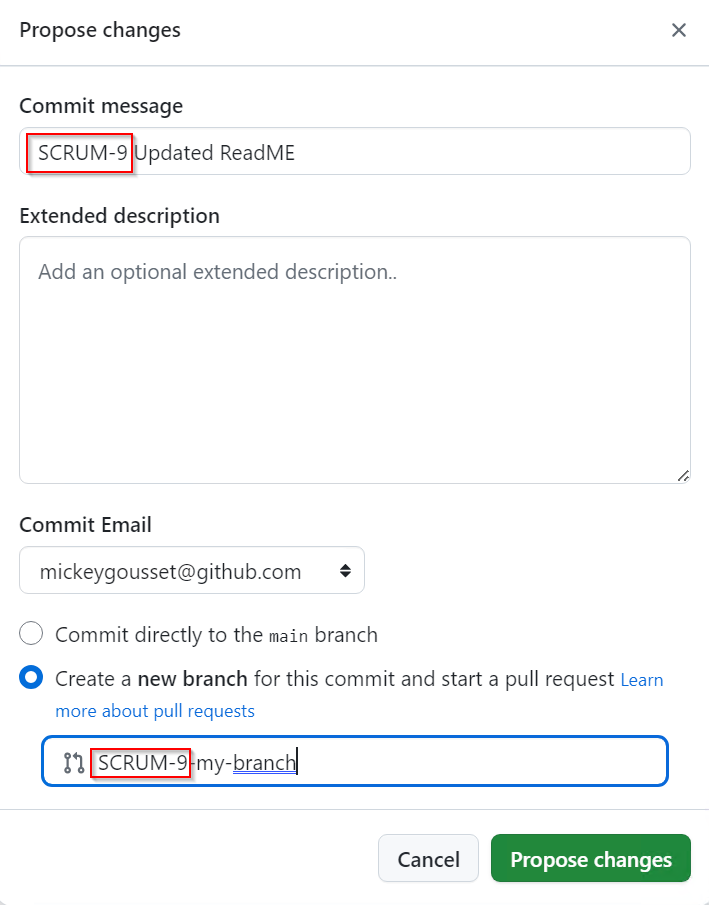 Propose changes
Commit message
SCRUM-9 Updated ReadME
Extended description
Add an optional extended description..
Commit Email
mickeygousset@github.com
Commit directly to the main branch
Create a new branch for this commit and start a pull request Learn
more about pull requests
SCRUM-9-my-branch
Cancel
Propose changes